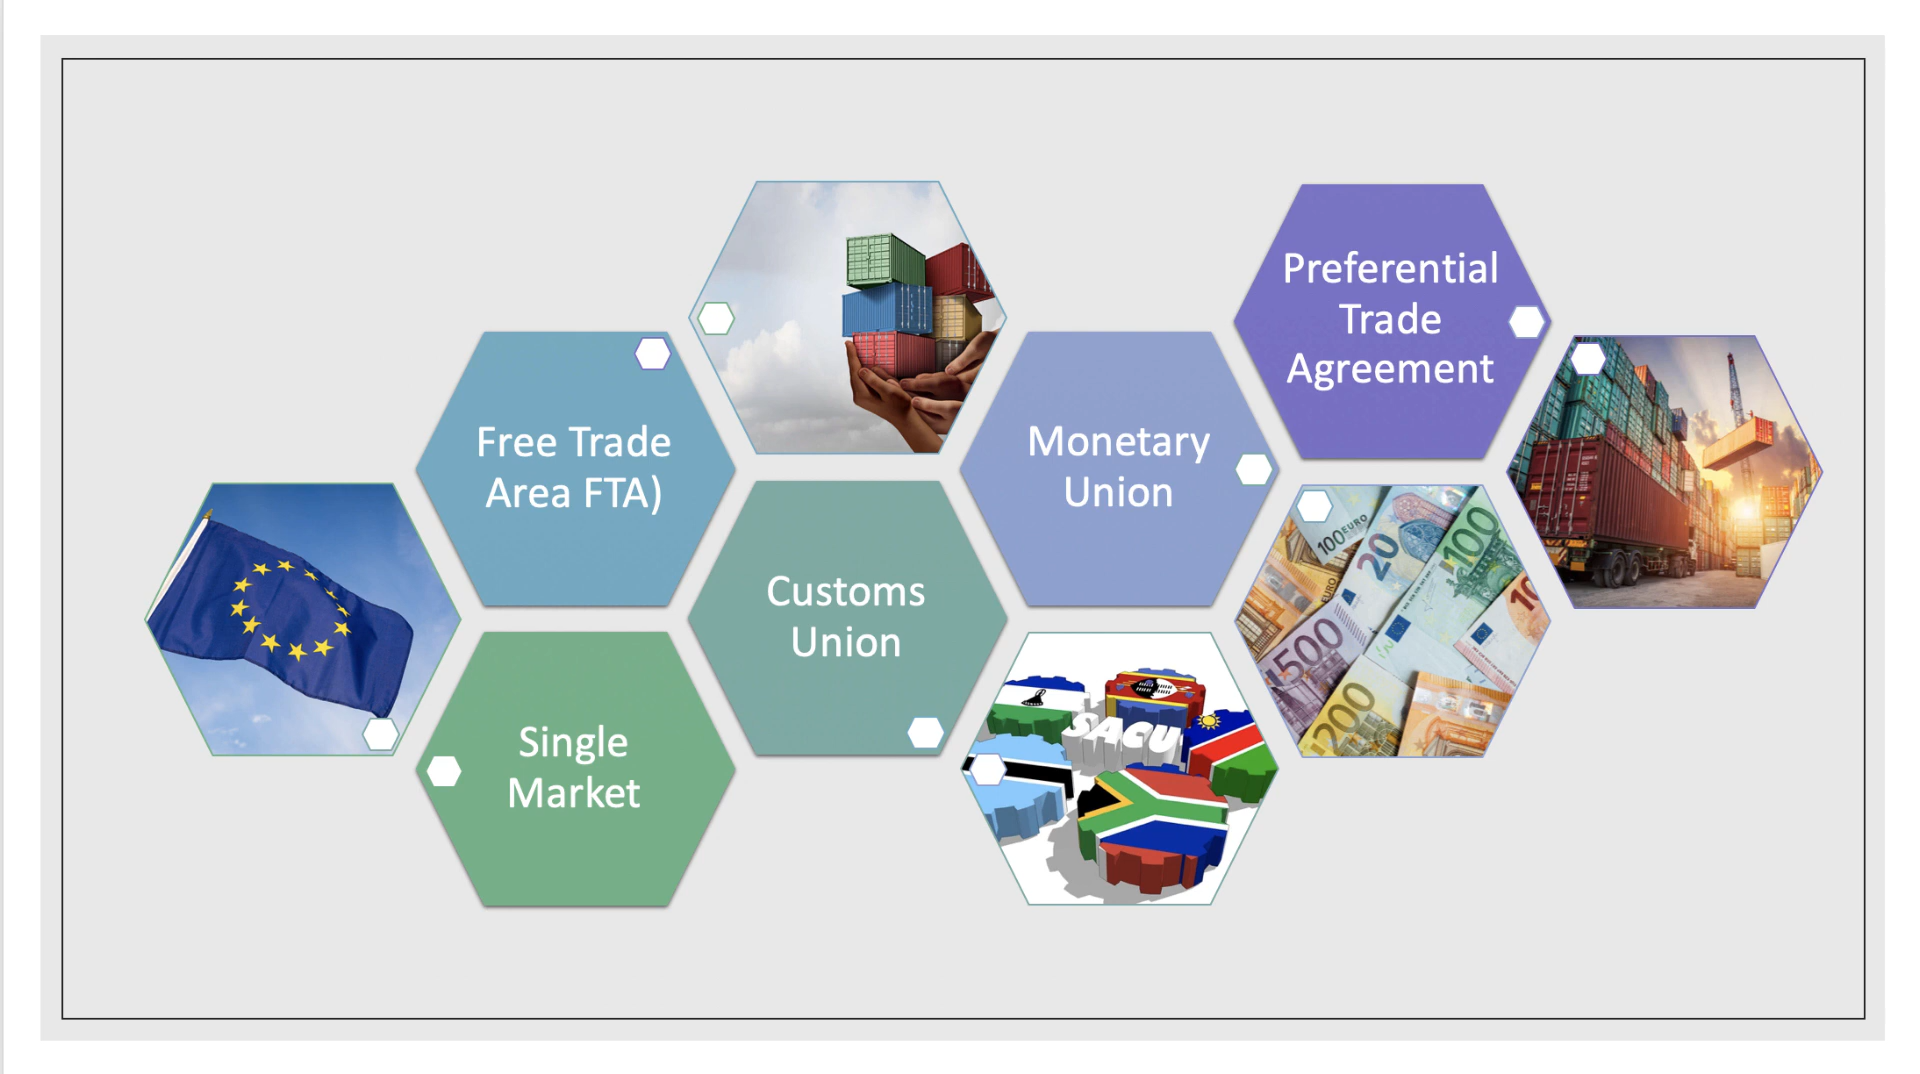 Free Trade
Area FTA)
Single
Market
Customs
Union
Monetary
Union
Preferential
Trade
Agreement
SACU
100 EURO
20
100
10
EURO
500
200